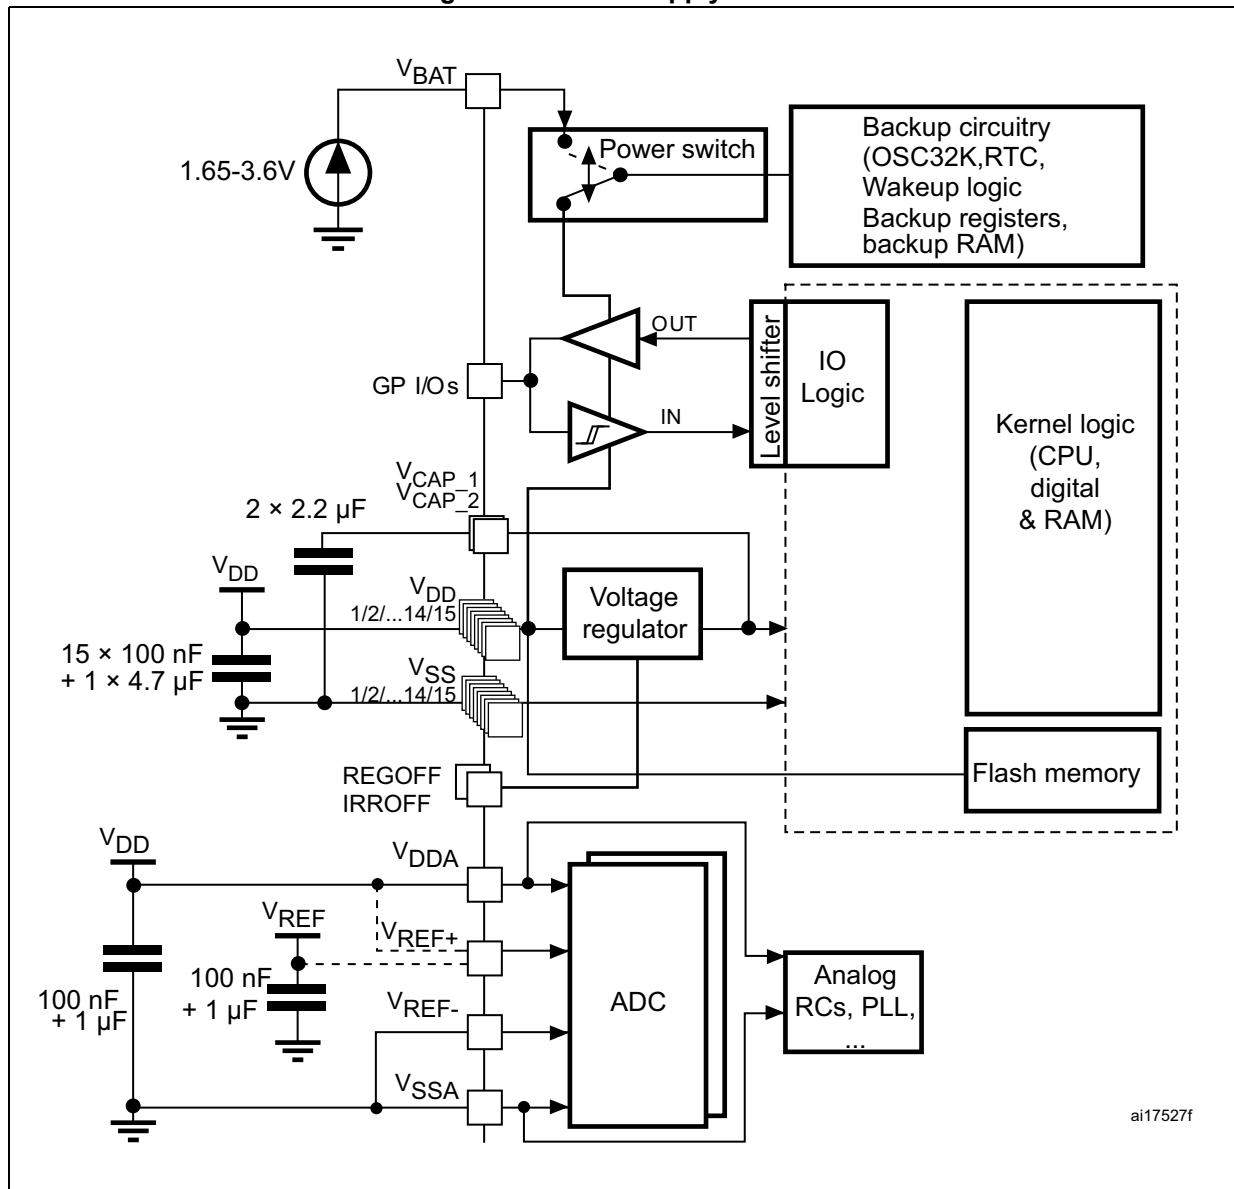 VBAT
1.65-3.6V
Power switch
Backup circuitry
(OSC32K,RTC,
Wakeup logic
Backup registers,
backup RAM)
OUT
GP I/Os
IN
Level shifter
IO
Logic
Kernel logic
(CPU,
digital
& RAM)
VCAP_1
VCAP_2
2 × 2.2 µF
VDD
VDD
1/2/...14/15
Voltage
regulator
15 × 100 nF
+ 1 × 4.7 µF
VSS
1/2/...14/15
REGOFF
IRROFF
Flash memory
VDD
VDDA
VREF
VREF+
100 nF
+ 1 µF
100 nF
+ 1 µF
VREF-
VSSA
ADC
Analog
RCs, PLL,
...
ai17527f